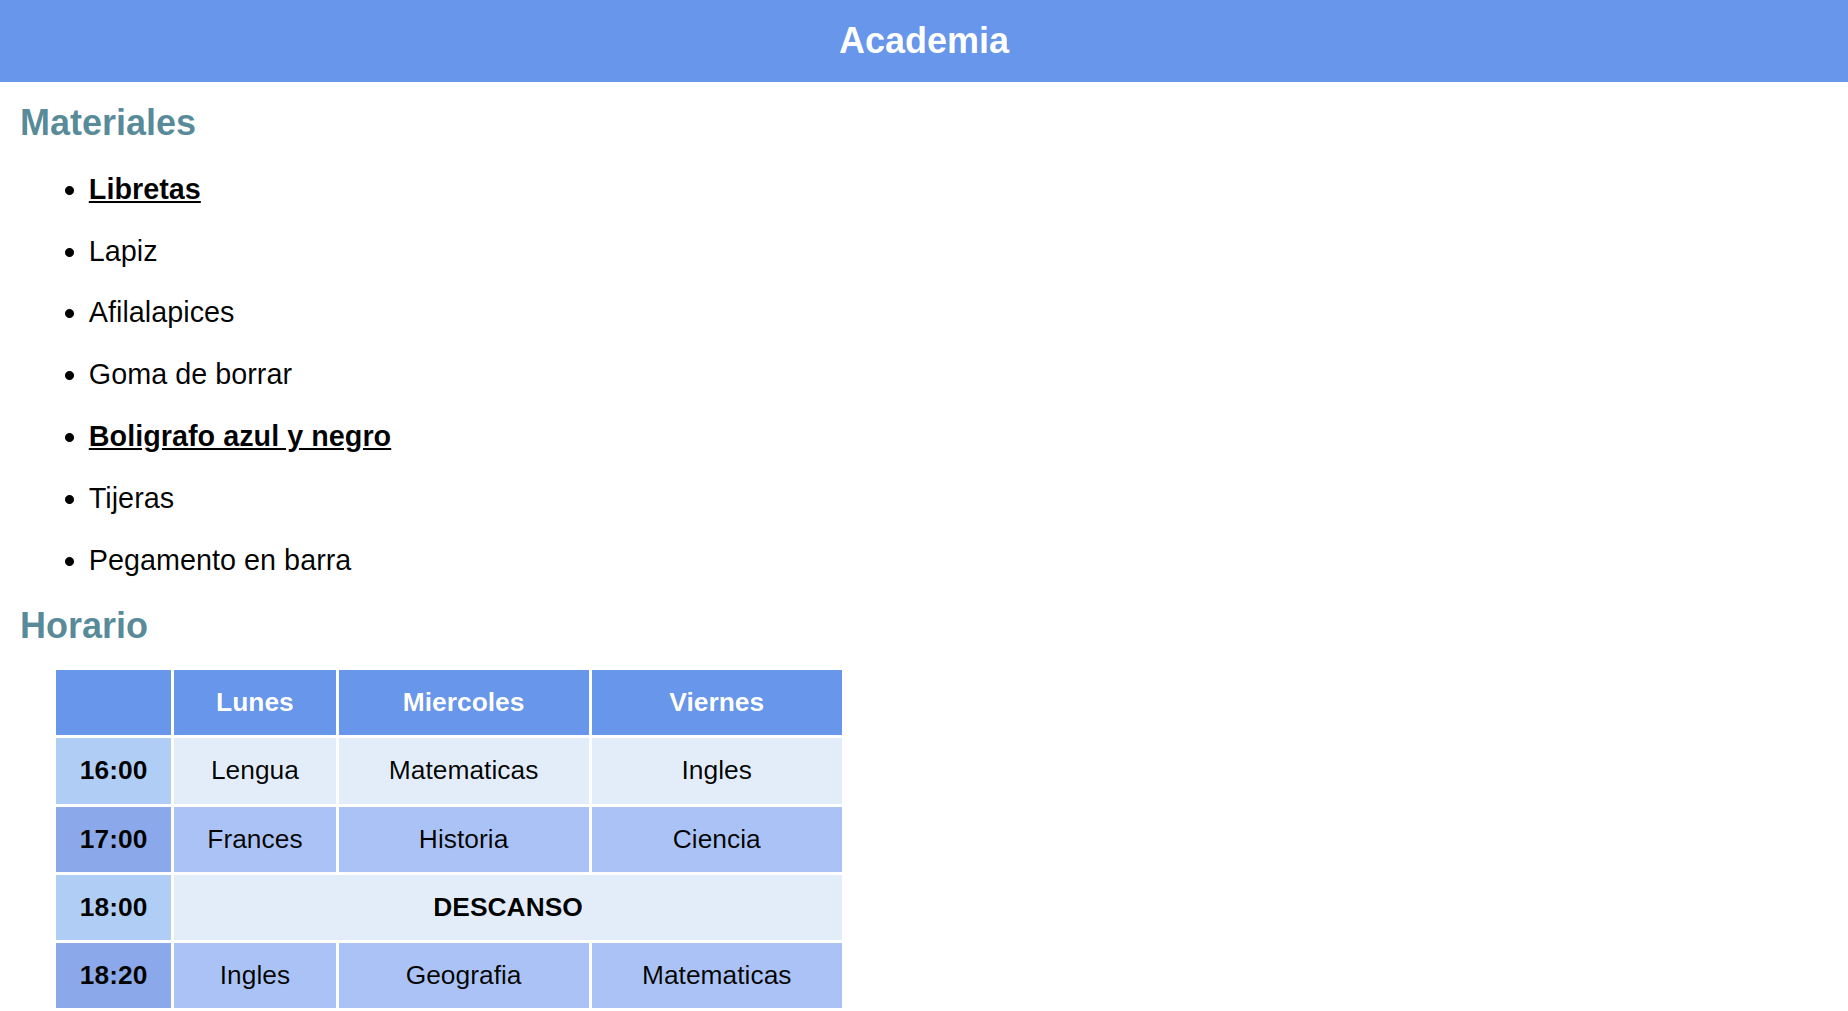 Academia
Materiales
Libretas
Lapiz
Afilalapices
Goma de borrar
Boligrafo azul y negro
Tijeras
Pegamento en barra
Horario
Lunes Miercoles Viernes
16:00 Lengua Matematicas Ingles
17:00 Frances Historia Ciencia
18:00 DESCANSO
18:20 Ingles Geografia Matematicas